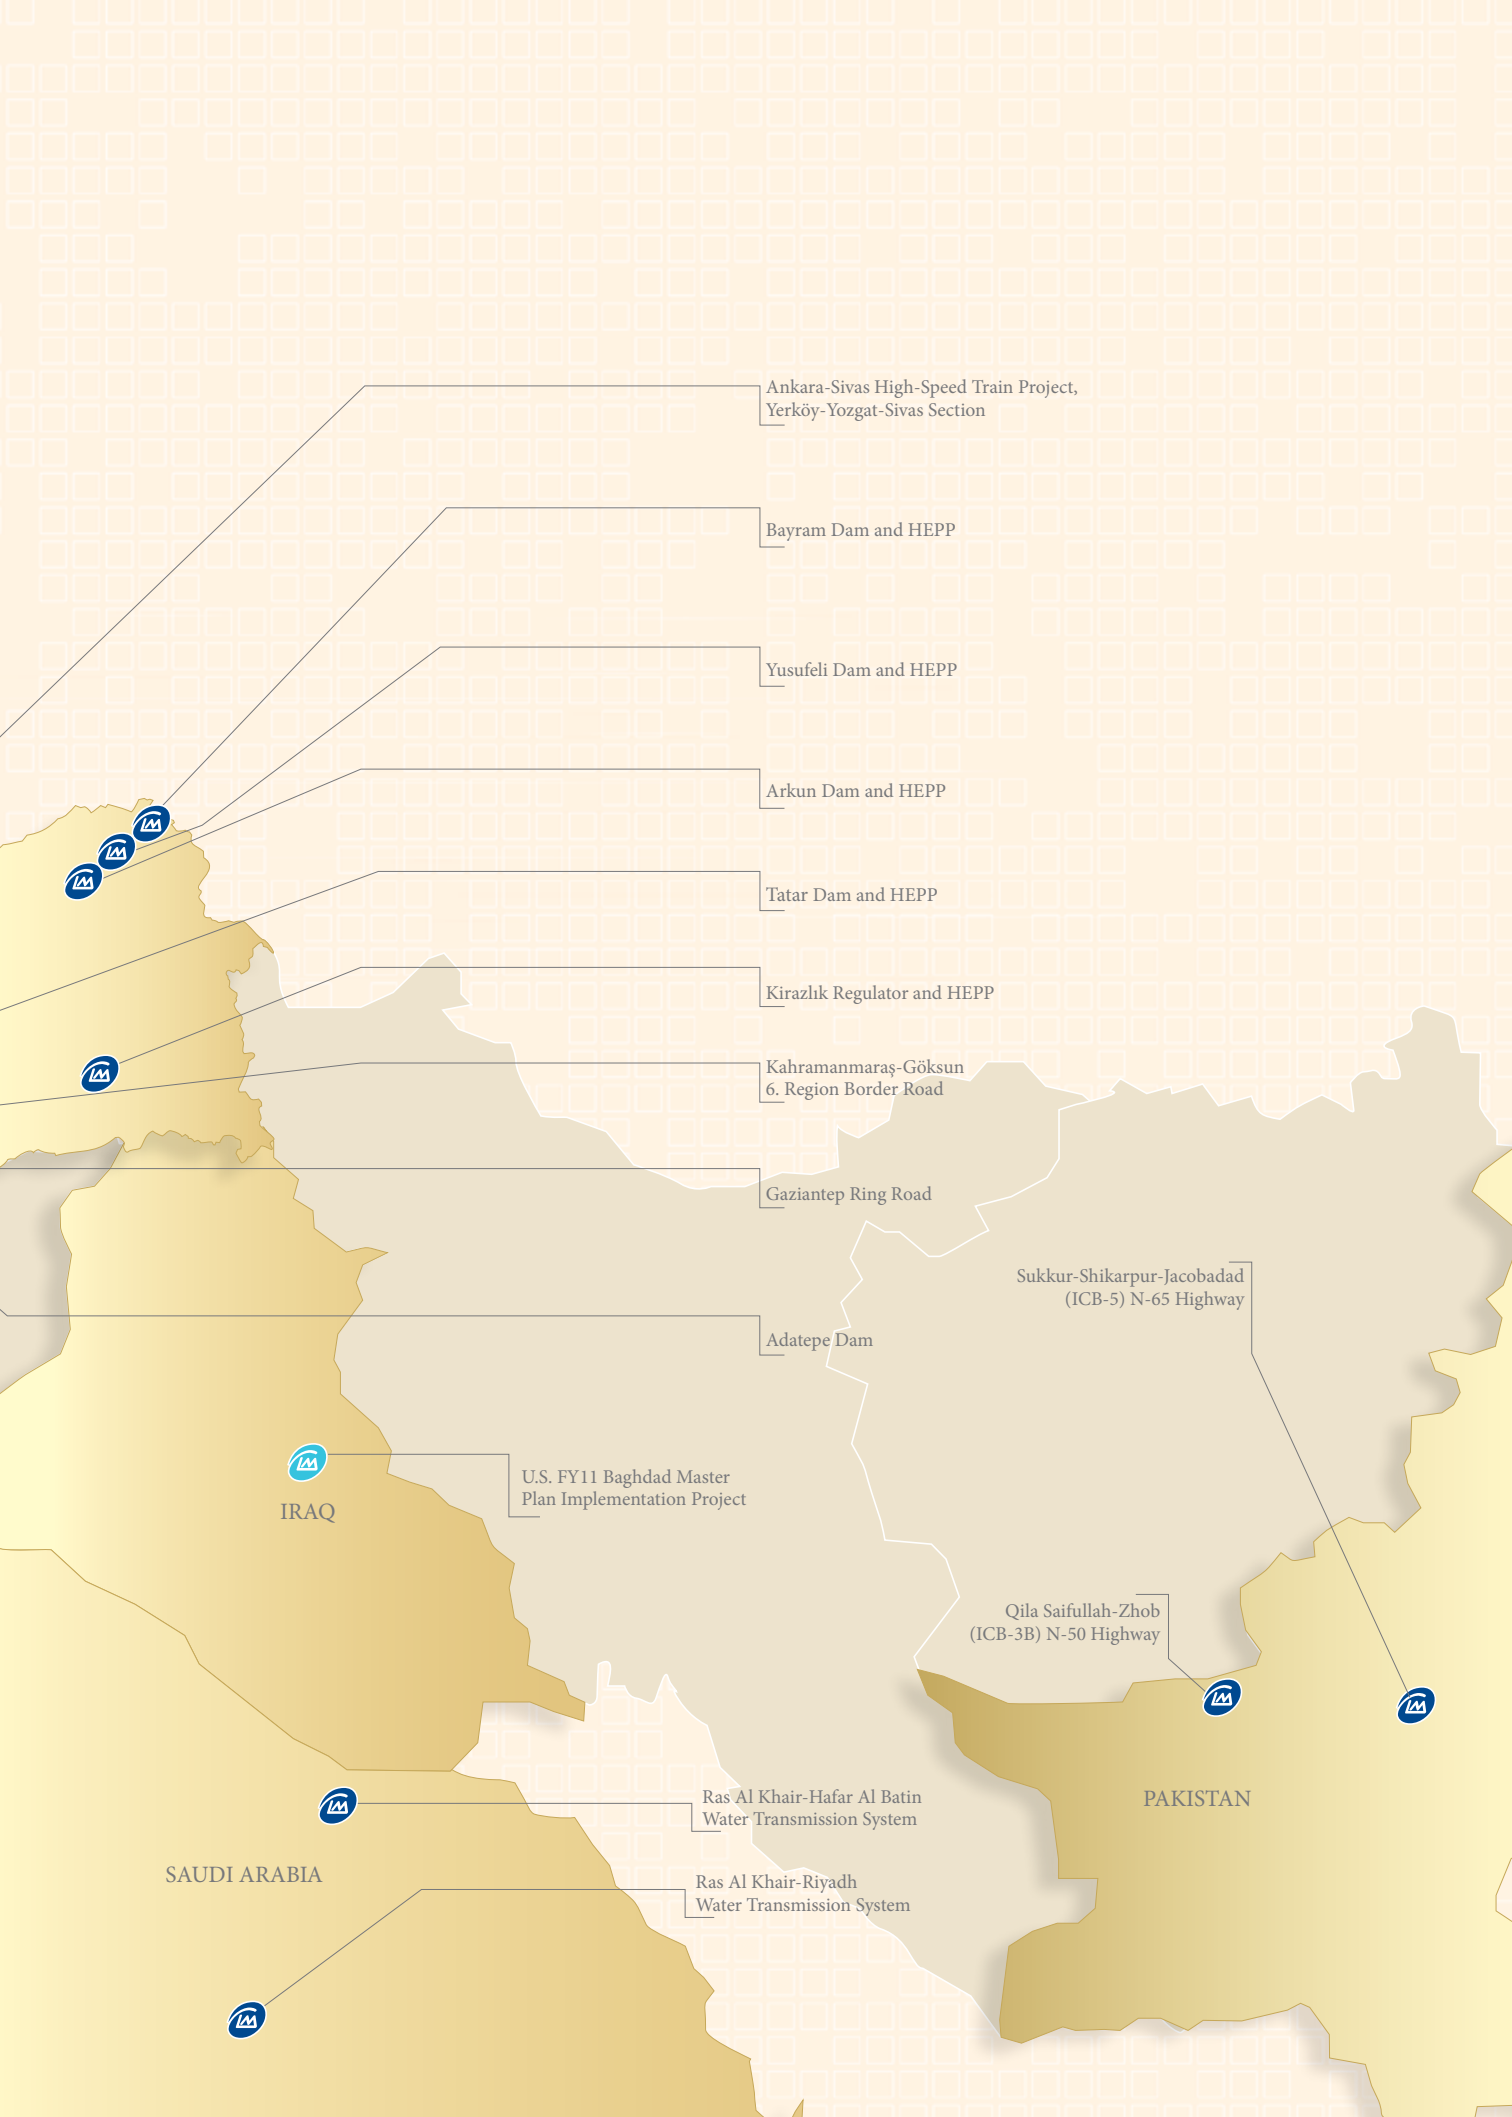 Ankara-Sivas High-Speed Train Project,
Yerköy-Yozgat-Sivas Section
Bayram Dam and HEPP
Yusufeli Dam and HEPP
Arkun Dam and HEPP
Tatar Dam and HEPP
Kirazlık Regulator and HEPP
Kahramanmaraş-Göksun
6. Region Border Road
Gaziantep Ring Road
Sukkur-Shikarpur-Jacobadad
(ICB-5) N-65 Highway
Adatepe Dam
U.S. FY11 Baghdad Master
Plan Implementation Project
IRAQ
Qila Saifullah-Zhob
(ICB-3B) N-50 Highway
Ras Al Khair-Hafar Al Batin
Water Transmission System
PAKISTAN
SAUDI ARABIA
Ras Al Khair-Riyadh
Water Transmission System